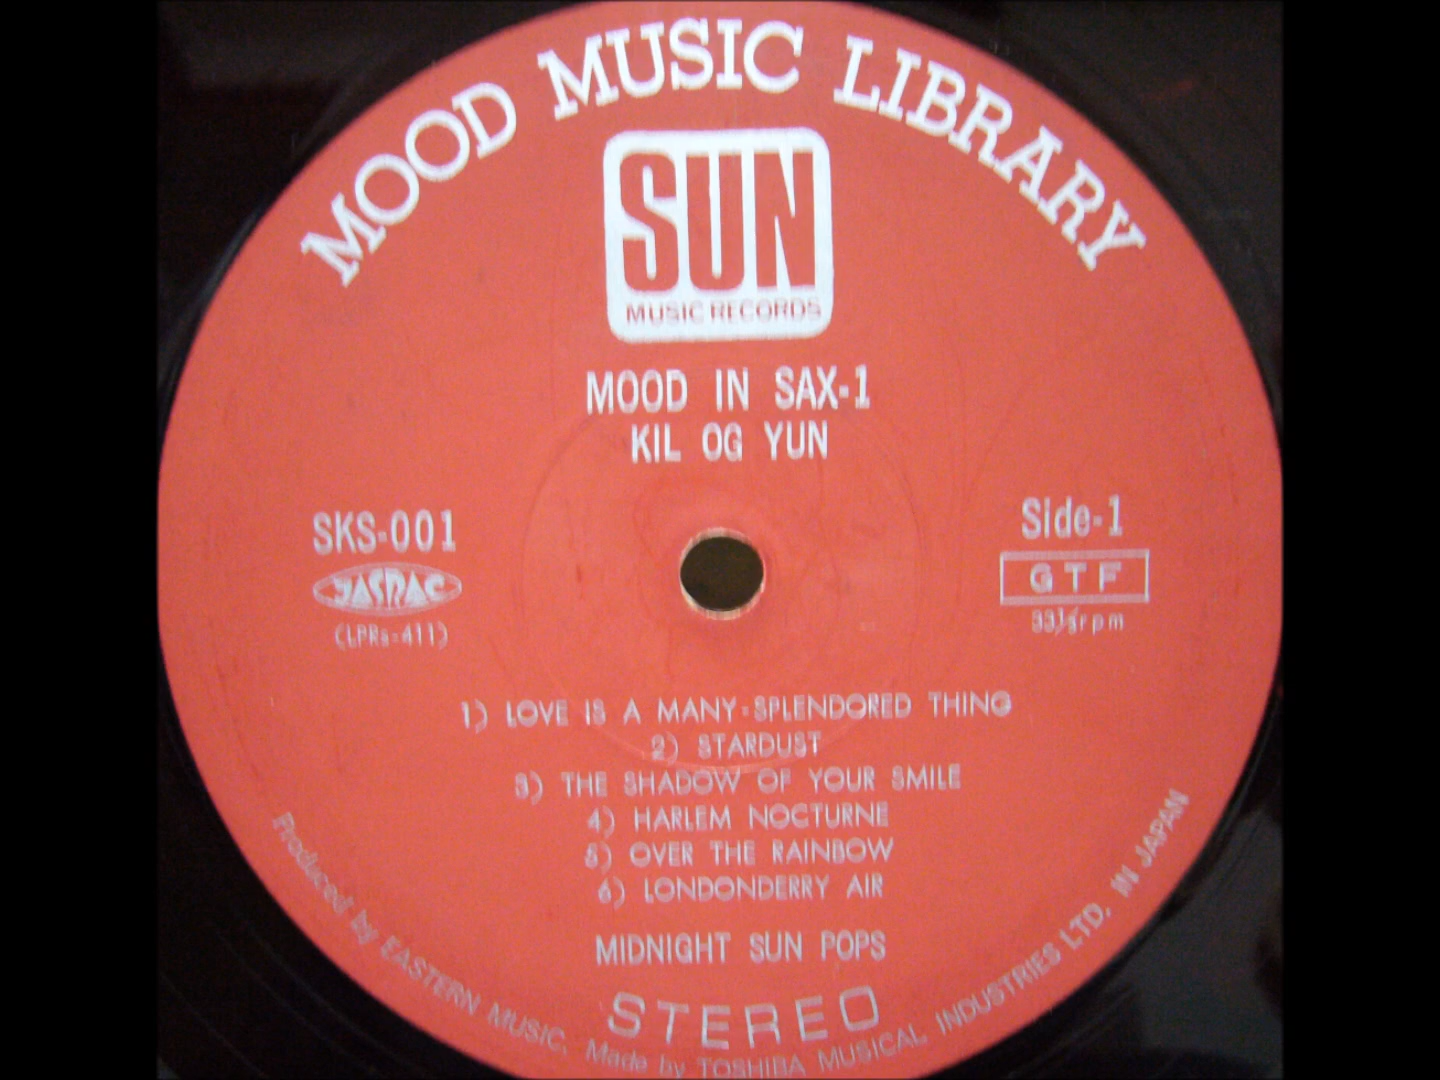 MOOD MUSIC LIBRARY
SUN
MUSIC RECORDS
MOOD IN SAX-1
KIL OG YUN
SKS-001
Side-1
JASRAC
GTF
(LPRs-411)
33⅓rpm
1) LOVE IS A MANY-SPLENDORED THING
2) STARDUST
3) THE SHADOW OF YOUR SMILE
4) HARLEM NOCTURNE
5) OVER THE RAINBOW
6) LONDONDERRY AIR
MIDNIGHT SUN POPS
STEREO
Produced by EASTERN MUSIC, Made by TOSHIBA MUSICAL INDUSTRIES LTD. IN JAPAN